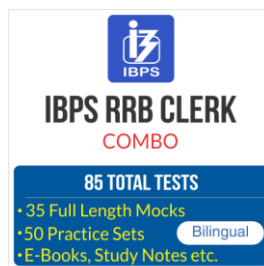 IBPS
IBPS RRB CLERK
COMBO
85 TOTAL TESTS
• 35 Full Length Mocks
•50 Practice Sets
Bilingual
•E-Books, Study Notes etc.